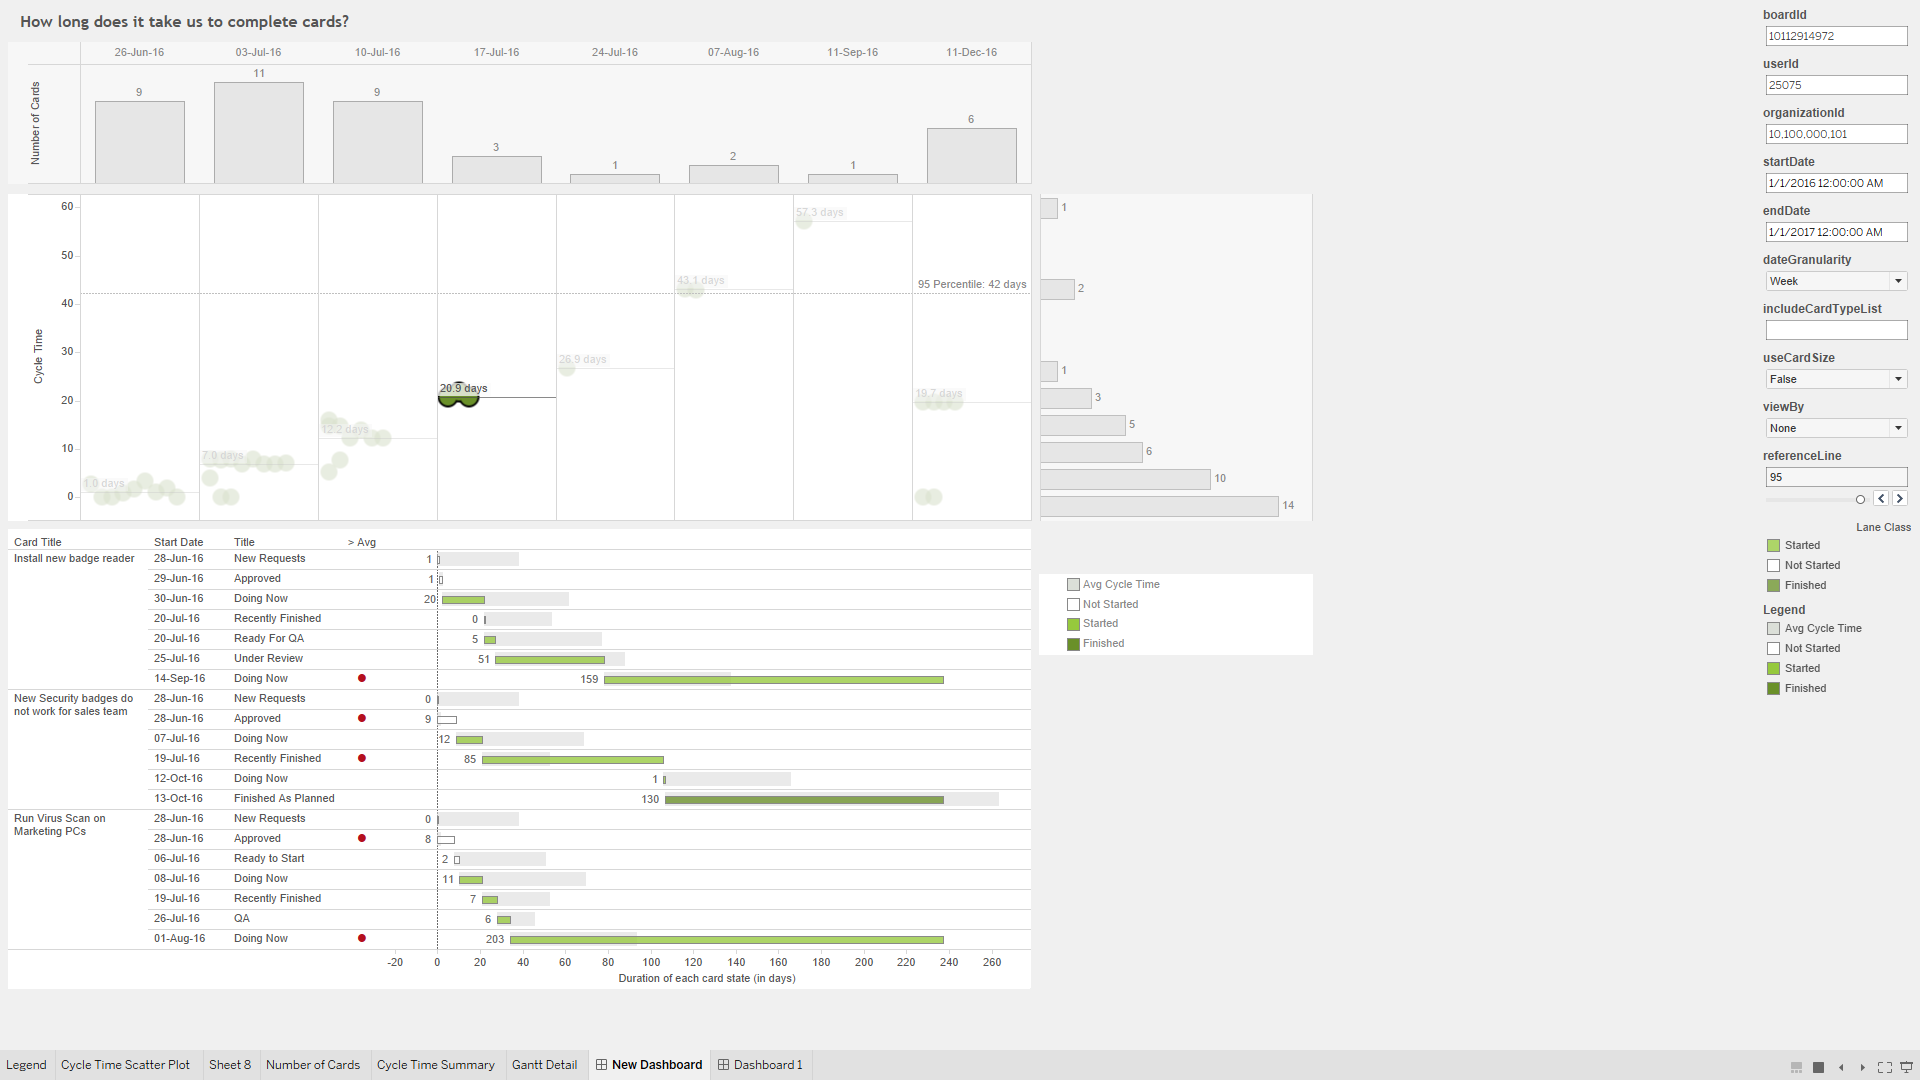 How long does it take us to complete cards?
26-Jun-16 03-Jul-16 10-Jul-16 17-Jul-16 24-Jul-16 07-Aug-16 11-Sep-16 11-Dec-16
Number of Cards
9 11 9 3 1 2 1 6
Cycle Time
60
50
40
30
20
10
0
1.0 days
7.0 days
12.2 days
20.9 days
26.9 days
43.1 days
57.3 days
19.7 days
95 Percentile: 42 days
1
2
1
3
5
6
10
14
Card Title Start Date Title > Avg
Install new badge reader 28-Jun-16 New Requests 1
29-Jun-16 Approved 1
30-Jun-16 Doing Now 20
20-Jul-16 Recently Finished 0
20-Jul-16 Ready For QA 5
25-Jul-16 Under Review 51
14-Sep-16 Doing Now 159
New Security badges do 28-Jun-16 New Requests 0
not work for sales team
28-Jun-16 Approved 9
07-Jul-16 Doing Now 12
19-Jul-16 Recently Finished 85
12-Oct-16 Doing Now 1
13-Oct-16 Finished As Planned 130
Run Virus Scan on 28-Jun-16 New Requests 0
Marketing PCs
28-Jun-16 Approved 8
06-Jul-16 Ready to Start 2
08-Jul-16 Doing Now 11
19-Jul-16 Recently Finished 7
26-Jul-16 QA 6
01-Aug-16 Doing Now 203
-20 0 20 40 60 80 100 120 140 160 180 200 220 240 260
Duration of each card state (in days)
Avg Cycle Time
Not Started
Started
Finished
boardId
10112914972
userId
25075
organizationId
10,100,000,101
startDate
1/1/2016 12:00:00 AM
endDate
1/1/2017 12:00:00 AM
dateGranularity
Week
includeCardTypeList
useCardSize
False
viewBy
None
referenceLine
95
Lane Class
Started
Not Started
Finished
Legend
Avg Cycle Time
Not Started
Started
Finished
Legend Cycle Time Scatter Plot Sheet 8 Number of Cards Cycle Time Summary Gantt Detail New Dashboard Dashboard 1